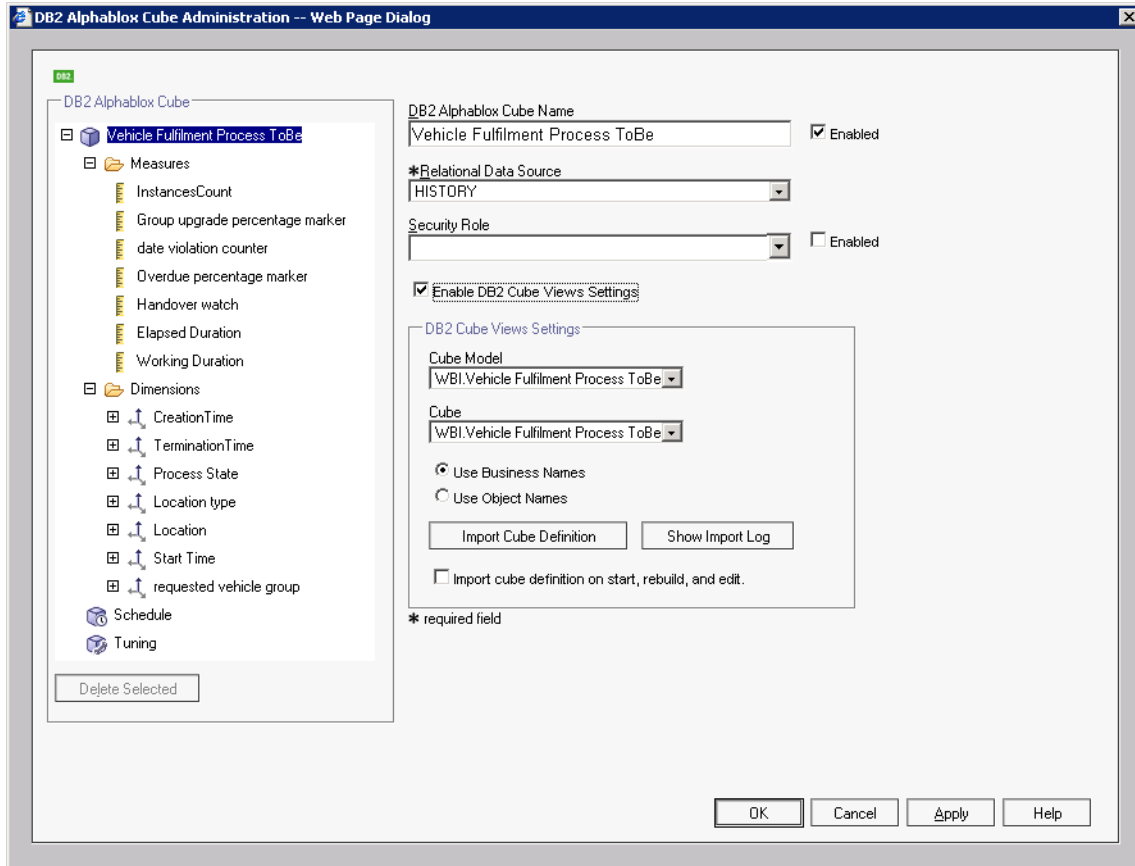 DB2 Alphablox Cube Administration -- Web Page Dialog
DB2
DB2 Alphablox Cube
Vehicle Fulfilment Process ToBe
Measures
InstancesCount
Group upgrade percentage marker
date violation counter
Overdue percentage marker
Handover watch
Elapsed Duration
Working Duration
Dimensions
CreationTime
TerminationTime
Process State
Location type
Location
Start Time
requested vehicle group
Schedule
Tuning
Delete Selected
DB2 Alphablox Cube Name
Vehicle Fulfilment Process ToBe
Enabled
*Relational Data Source
HISTORY
Security Role
Enabled
Enable DB2 Cube Views Settings
DB2 Cube Views Settings
Cube Model
WBI.Vehicle Fulfilment Process ToBe
Cube
WBI.Vehicle Fulfilment Process ToBe
Use Business Names
Use Object Names
Import Cube Definition Show Import Log
Import cube definition on start, rebuild, and edit.
* required field
OK Cancel Apply Help